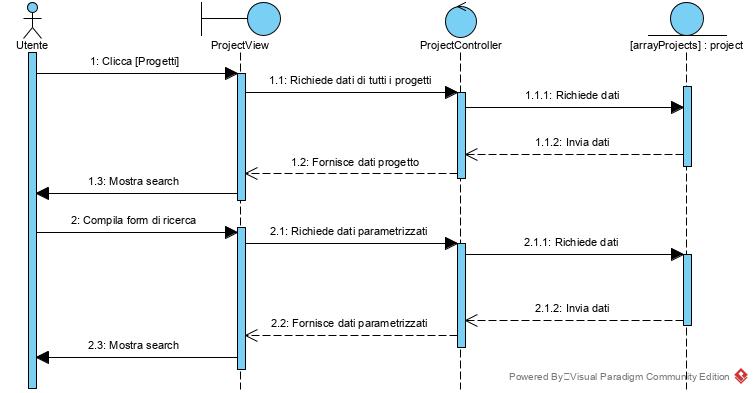 Utente
ProjectView
ProjectController
[arrayProjects] : project
1: Clicca [Progetti]
1.1: Richiede dati di tutti i progetti
1.1.1: Richiede dati
1.1.2: Invia dati
1.2: Fornisce dati progetto
1.3: Mostra search
2: Compila form di ricerca
2.1: Richiede dati parametrizzati
2.1.1: Richiede dati
2.1.2: Invia dati
2.2: Fornisce dati parametrizzati
2.3: Mostra search
Powered By Visual Paradigm Community Edition